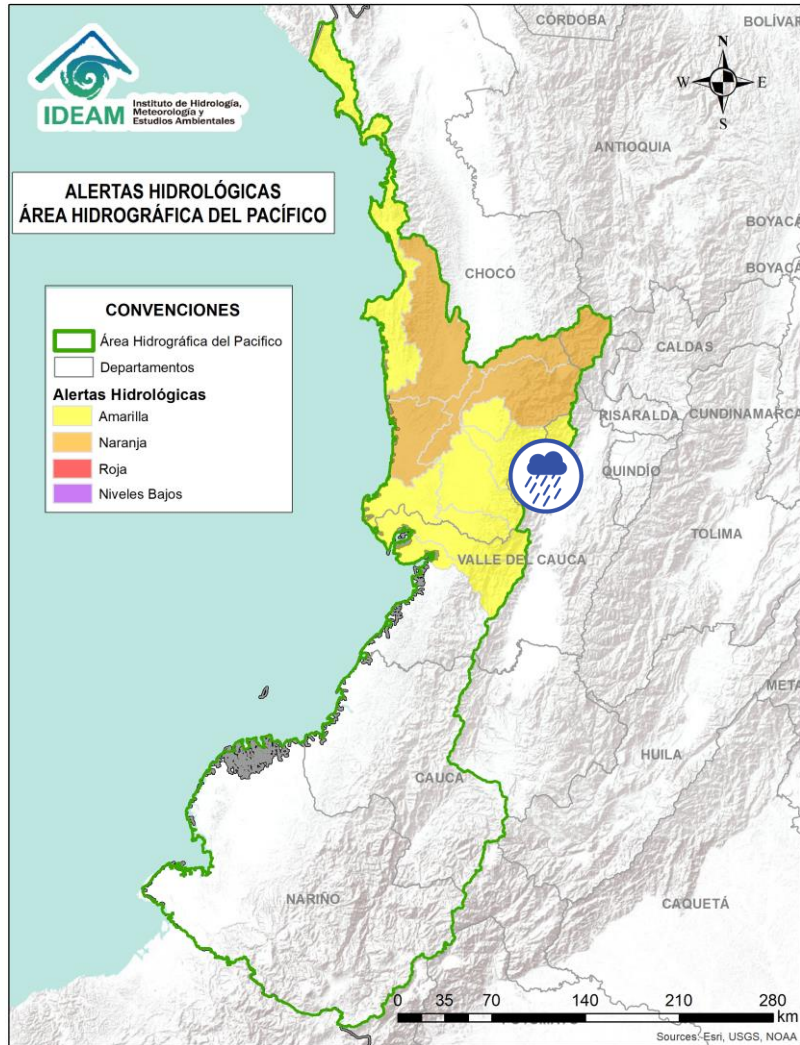 CÓRDOBA
BOLÍVAR
IDEAM
Instituto de Hidrología,
Meteorología y
Estudios Ambientales
N
W E
S
ANTIOQUIA
ALERTAS HIDROLÓGICAS
ÁREA HIDROGRÁFICA DEL PACÍFICO
BOYACÁ
BOYACÁ
CHOCÓ
CONVENCIONES
Área Hidrográfica del Pacifico
Departamentos
Alertas Hidrológicas
Amarilla
Naranja
Roja
Niveles Bajos
CALDAS
RISARALDA
CUNDINAMARCA
QUINDÍO
TOLIMA
VALLE DEL CAUCA
META
HUILA
CAUCA
NARIÑO
CAQUETÁ
0 35 70 140 210 280
km
Sources: Esri, USGS, NOAA